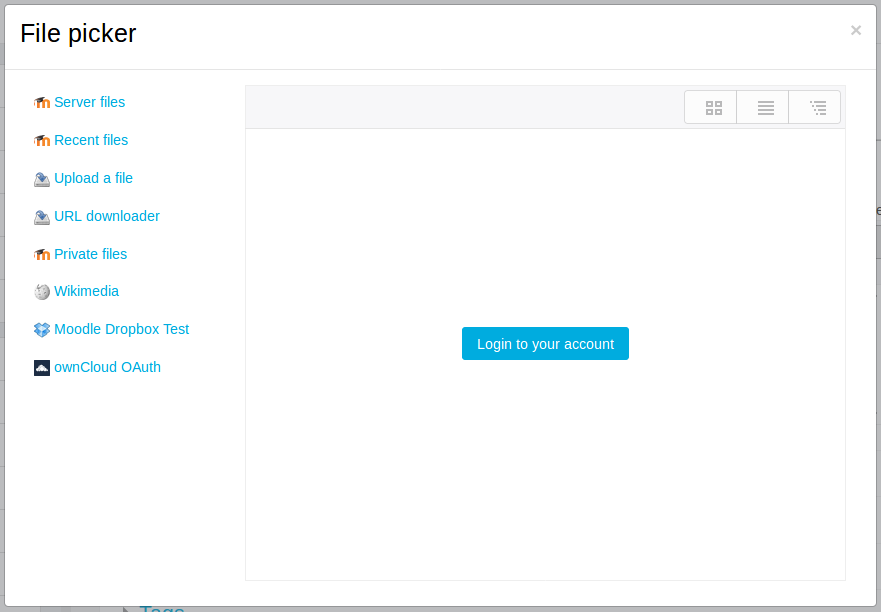 File picker
×
Server files
Recent files
Upload a file
URL downloader
Private files
Wikimedia
Moodle Dropbox Test
ownCloud OAuth
Login to your account
Tags